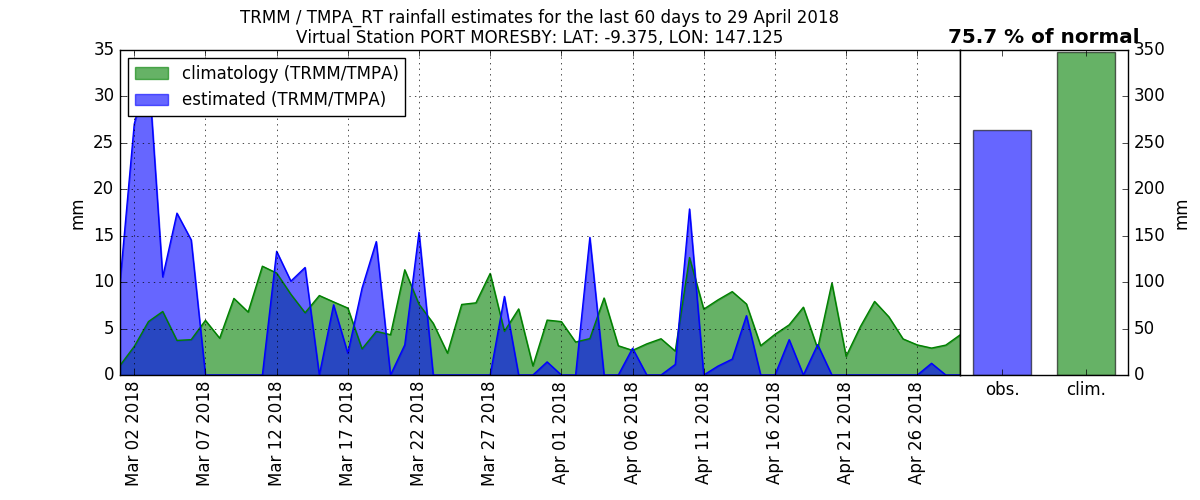 TRMM / TMPA_RT rainfall estimates for the last 60 days to 29 April 2018
Virtual Station PORT MORESBY: LAT: -9.375, LON: 147.125
75.7 % of normal
climatology (TRMM/TMPA)
estimated (TRMM/TMPA)
35
30
25
20
15
10
5
0
mm
Mar 02 2018
Mar 07 2018
Mar 12 2018
Mar 17 2018
Mar 22 2018
Mar 27 2018
Apr 01 2018
Apr 06 2018
Apr 11 2018
Apr 16 2018
Apr 21 2018
Apr 26 2018
obs.
clim.
350
300
250
200
150
100
50
0
mm